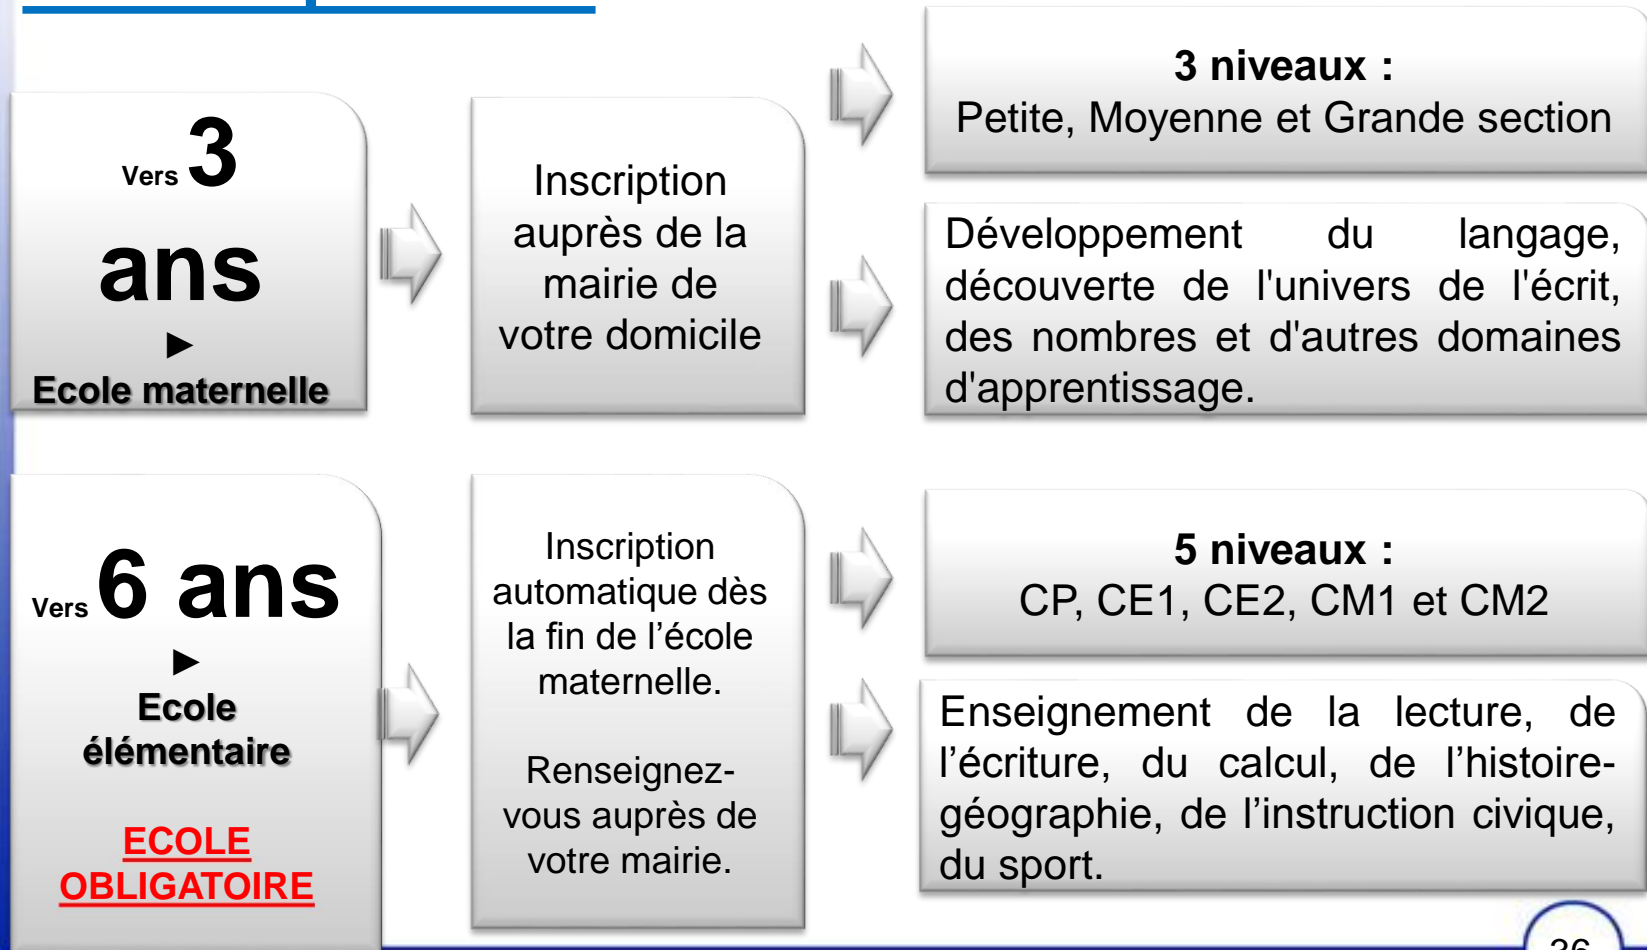 Vers 3
ans
►
Ecole maternelle
Inscription
auprès de la
mairie de
votre domicile
3 niveaux :
Petite, Moyenne et Grande section
Développement du langage,
découverte de l'univers de l'écrit,
des nombres et d'autres domaines
d'apprentissage.
Vers 6 ans
►
Ecole
élémentaire
ECOLE
OBLIGATOIRE
Inscription
automatique dès
la fin de l’école
maternelle.
Renseignez-
vous auprès de
votre mairie.
5 niveaux :
CP, CE1, CE2, CM1 et CM2
Enseignement de la lecture, de
l’écriture, du calcul, de l’histoire-
géographie, de l’instruction civique,
du sport.